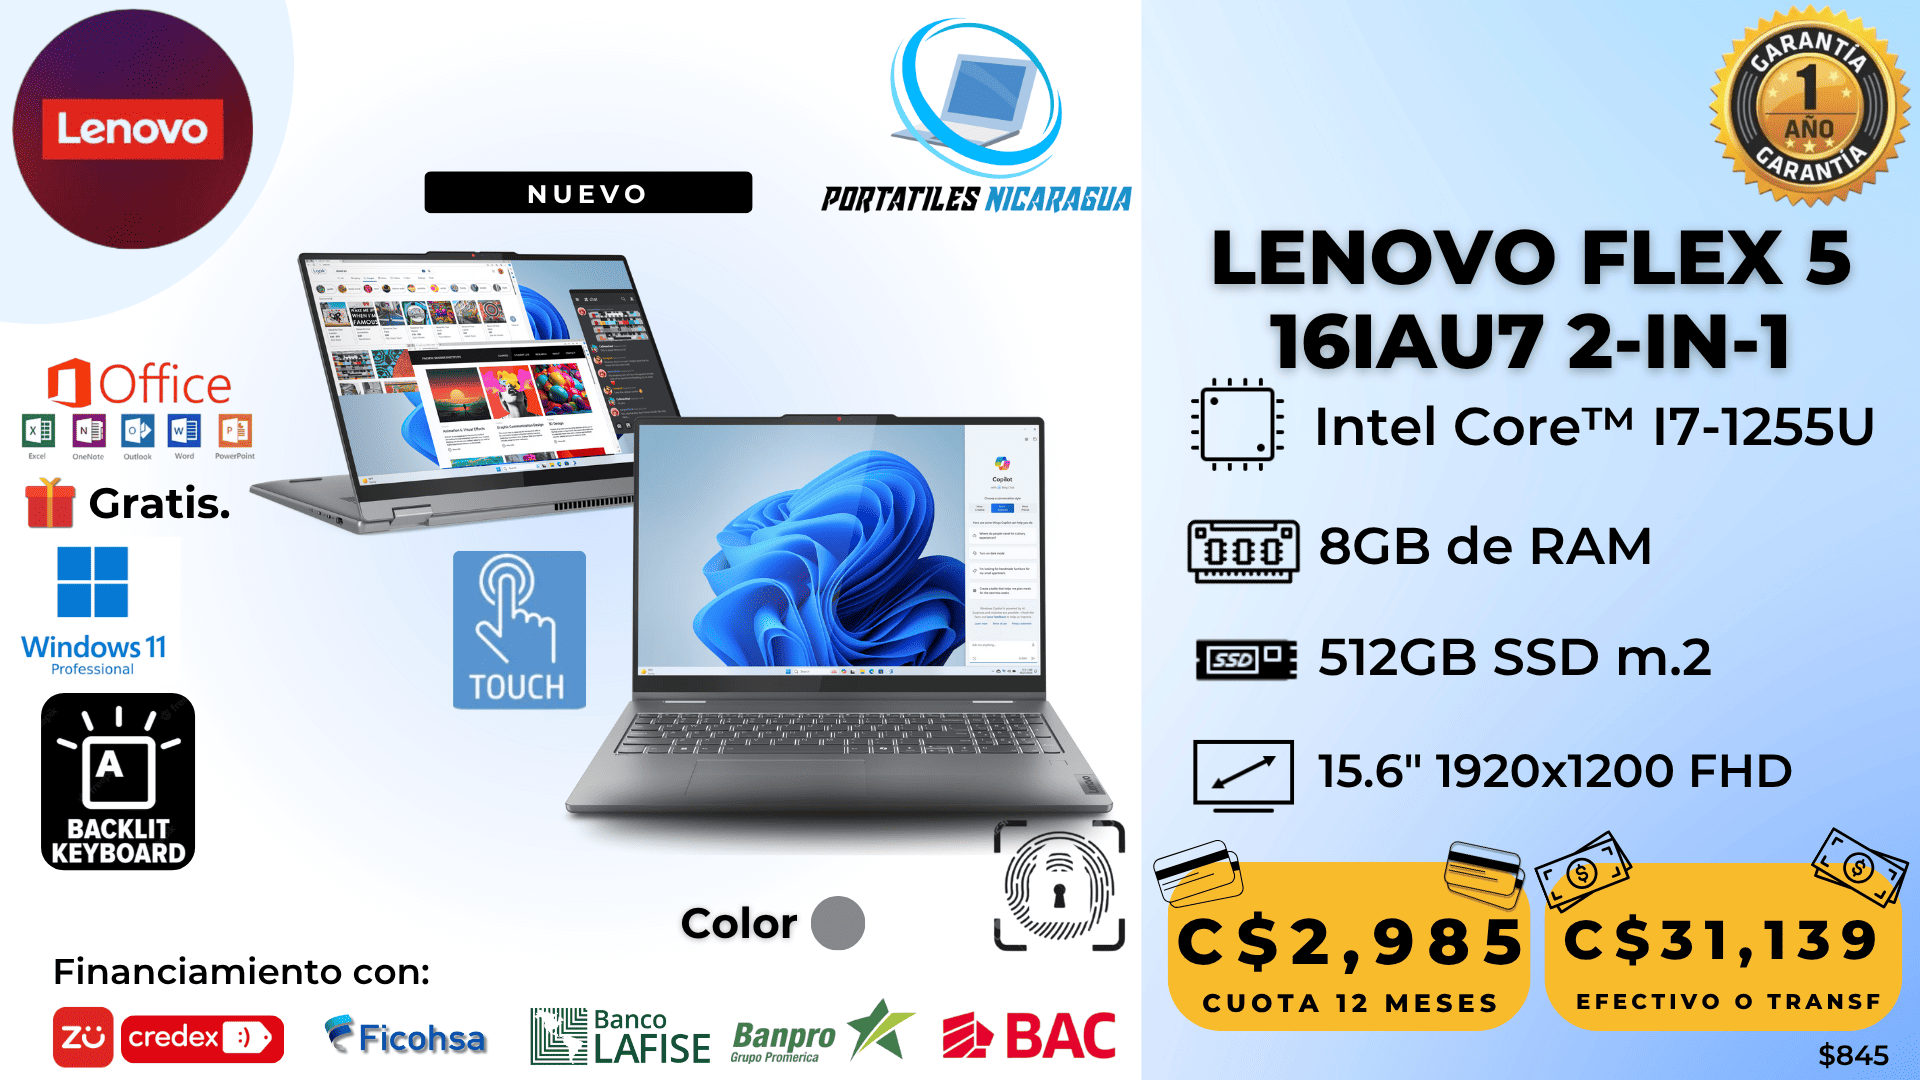 Lenovo
NUEVO
PORTATILES NICARAGUA
GARANTÍA
1
AÑO
GARANTÍA
LENOVO FLEX 5
16IAU7 2-IN-1
Intel Core™ I7-1255U
8GB de RAM
SSD
512GB SSD m.2
15.6" 1920x1200 FHD
Office
Excel OneNote Outlook Word PowerPoint
Gratis.
Windows 11
Professional
A
BACKLIT
KEYBOARD
TOUCH
Copilot
Lenovo
Color
Financiamiento con:
ZU
credex :)
Ficohsa
Banco
LAFISE
Banpro
Grupo Promerica
BAC
C$2,985
CUOTA 12 MESES
C$31,139
EFECTIVO O TRANSF
$845